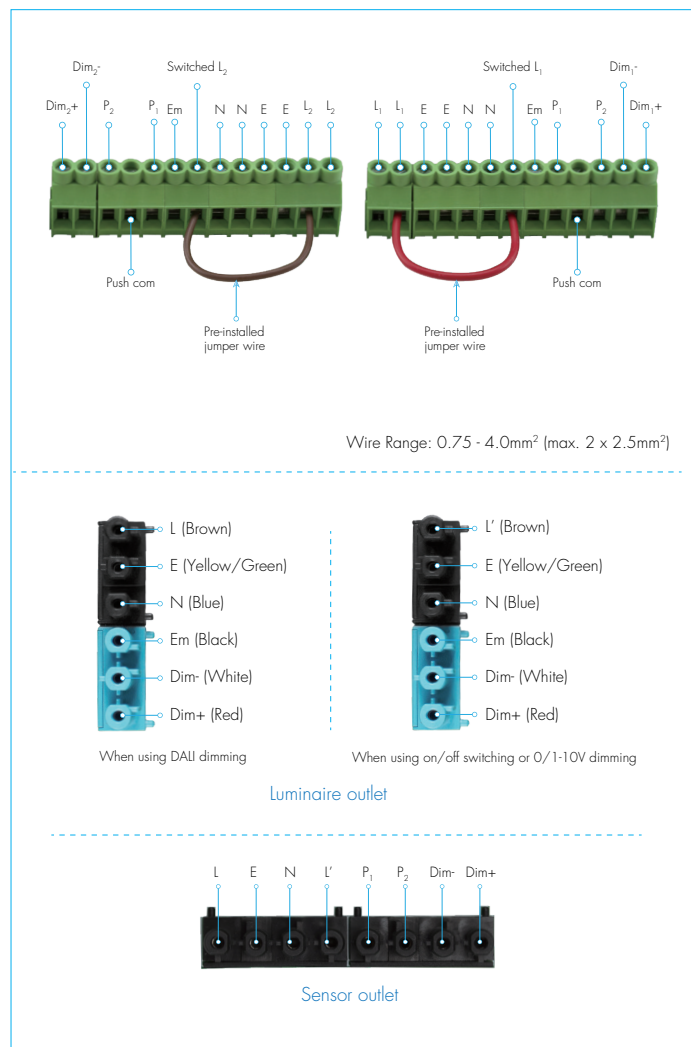 Dim₂-
Switched L₂
Dim₂+ P₂ P₁ Em N N E E L₂ L₂
Push com
Pre-installed
jumper wire
Switched L₁
Dim₁-
L₁ L₁ E E N N Em P₁ P₂ Dim₁+
Push com
Pre-installed
jumper wire
Wire Range: 0.75 - 4.0mm² (max. 2 x 2.5mm²)
L (Brown)
E (Yellow/Green)
N (Blue)
Em (Black)
Dim- (White)
Dim+ (Red)
When using DALI dimming
L’ (Brown)
E (Yellow/Green)
N (Blue)
Em (Black)
Dim- (White)
Dim+ (Red)
When using on/off switching or 0/1-10V dimming
Luminaire outlet
L E N L’ P₁ P₂ Dim- Dim+
Sensor outlet